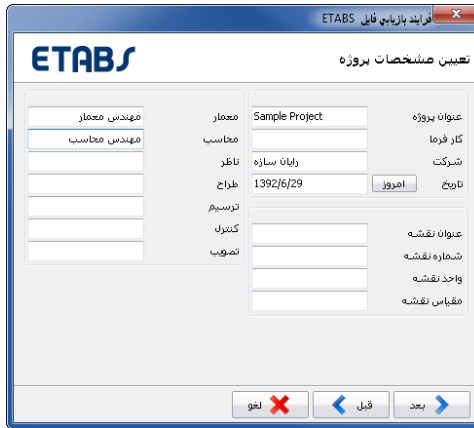 فرایند بازیابی فایل ETABS
ETABS
تعیین مشخصات پروژه
عنوان پروژه Sample Project
کار فرما
شرکت رایان سازه
تاریخ امروز 1392/6/29
عنوان نقشه
شماره نقشه
واحد نقشه
مقیاس نقشه
معمار مهندس معمار
محاسب مهندس محاسب
ناظر
طراح
ترسیم
کنترل
تصویب
بعد
قبل
لغو